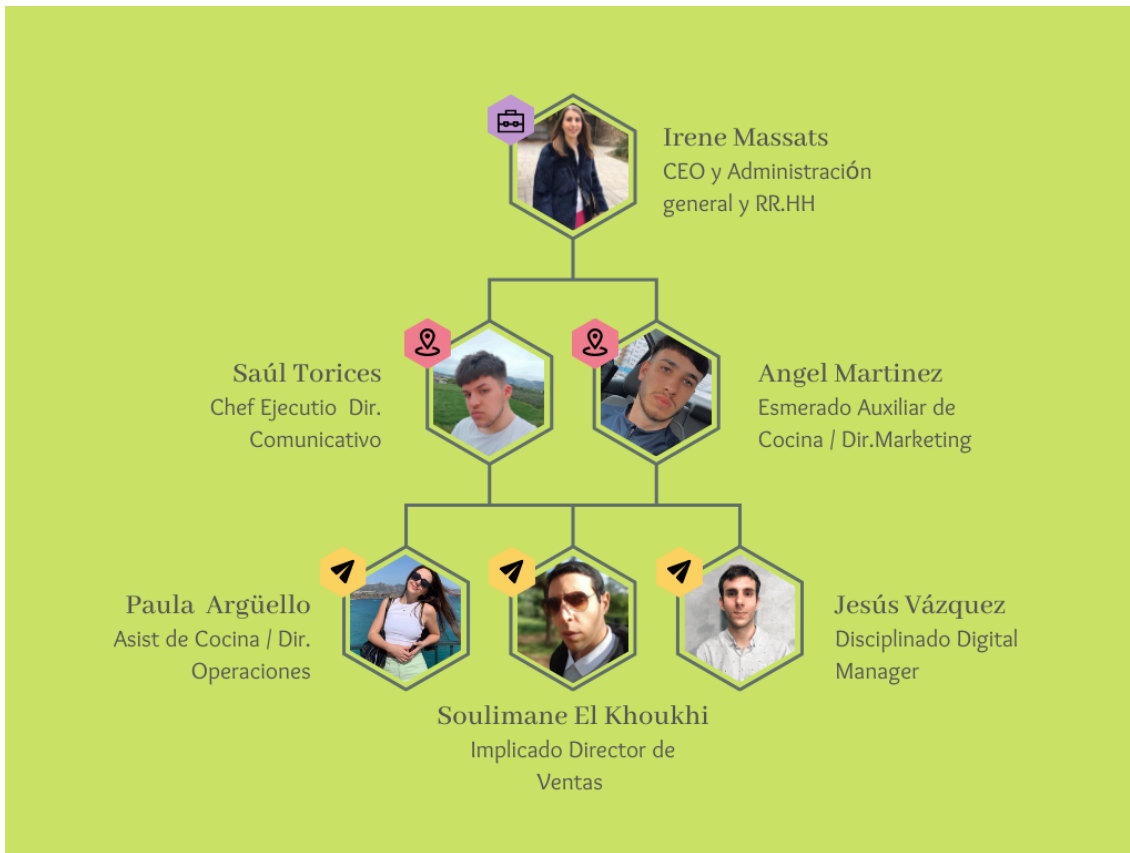 Irene Massats
CEO y Administración
general y RR.HH
Saúl Torices
Chef Ejecutio Dir.
Comunicativo
Angel Martinez
Esmerado Auxiliar de
Cocina / Dir.Marketing
Paula Argüello
Asist de Cocina / Dir.
Operaciones
Soulimane El Khoukhi
Implicado Director de
Ventas
Jesús Vázquez
Disciplinado Digital
Manager